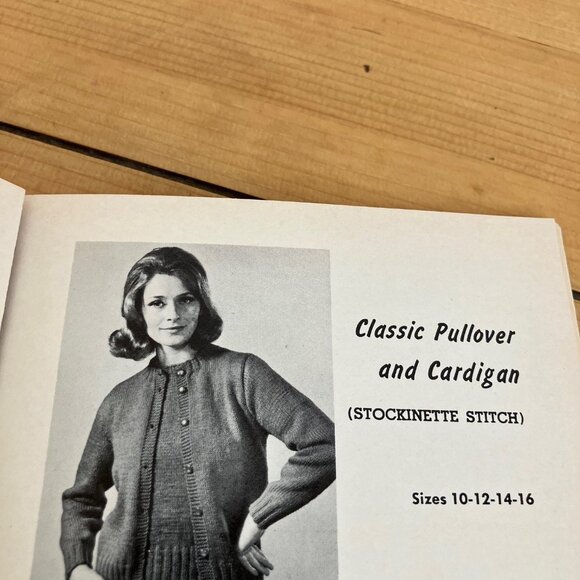 Classic Pullover
and Cardigan
(STOCKINETTE STITCH)
Sizes 10-12-14-16